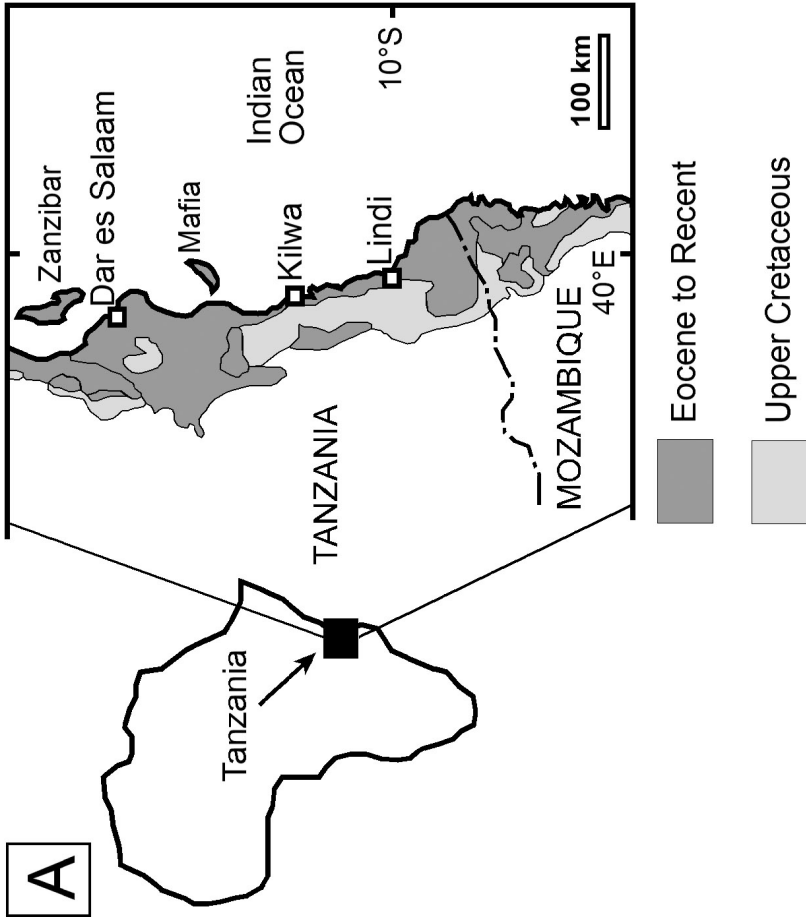 A
Tanzania
Zanzibar
Dar es Salaam
Mafia
Indian
Ocean
Kilwa
TANZANIA
Lindi
10°S
MOZAMBIQUE
40°E
100 km
Eocene to Recent
Upper Cretaceous